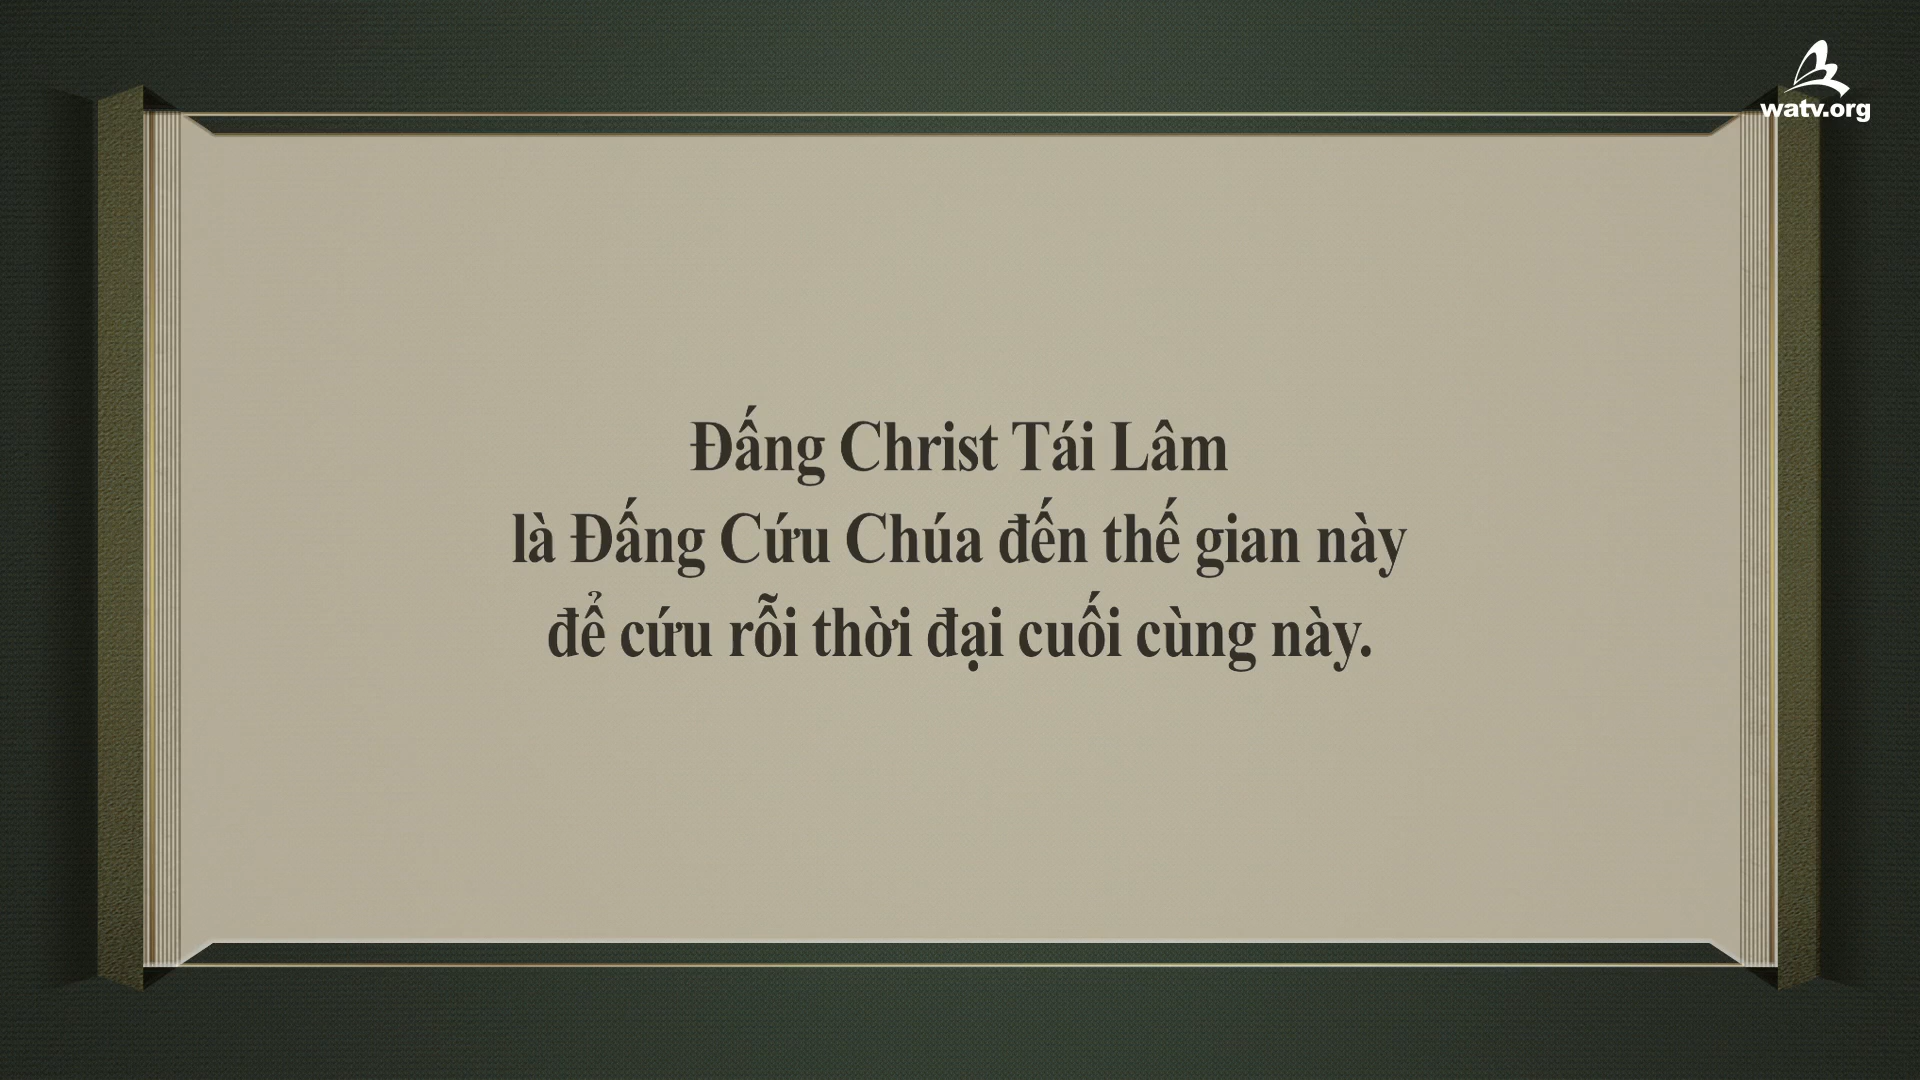 watv.org
Đấng Christ Tái Lâm
là Đấng Cứu Chúa đến thế gian này
để cứu rỗi thời đại cuối cùng này.